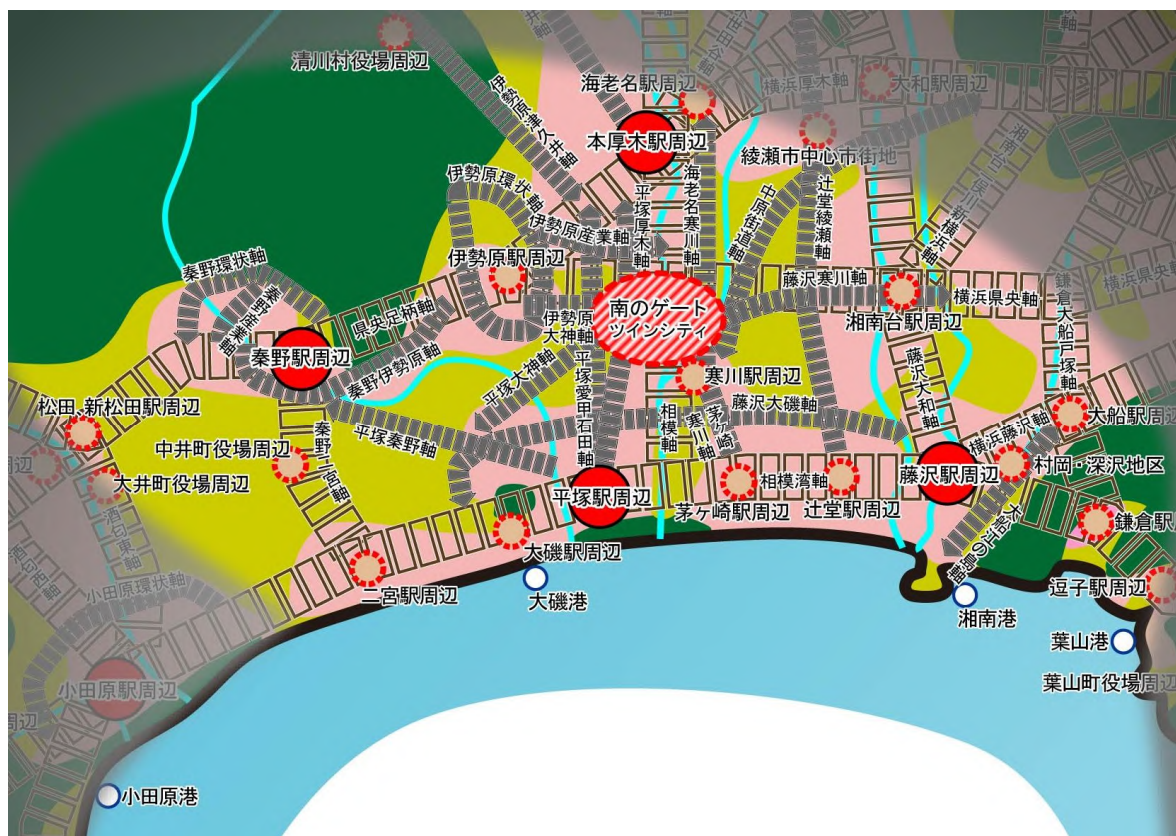 清川村役場周辺
伊勢原津久井軸
海老名駅周辺
横浜厚木軸
大和駅周辺
本厚木駅周辺
綾瀬市中心市街地
伊勢原環状軸
伊勢原産業軸
平塚厚木軸
海老名寒川軸
中原街道軸
辻堂綾瀬軸
秦野環状軸
秦野産業軸
伊勢原駅周辺
県央足柄軸
南のゲート
ツインシティ
藤沢寒川軸
湘南台駅周辺
横浜県央軸
横浜県央軸
鎌倉大船戸塚軸
伊勢原
大神軸
秦野駅周辺
秦野伊勢原軸
平塚大神軸
平塚愛甲石田軸
寒川駅周辺
藤沢大和軸
松田・新松田駅周辺
平塚秦野軸
相模軸
茅ヶ崎
寒川軸
藤沢大磯軸
横浜藤沢軸
大船駅周辺
中井町役場周辺
秦野二宮軸
大井町役場周辺
平塚駅周辺
茅ヶ崎駅周辺
相模湾軸
辻堂駅周辺
藤沢駅周辺
村岡・深沢地区
大船江の島軸
鎌倉駅
酒匂東軸
酒匂西軸
大磯駅周辺
二宮駅周辺
大磯港
湘南港
逗子駅周辺
小田原環状軸
葉山港
小田原駅周辺
葉山町役場周辺
小田原港